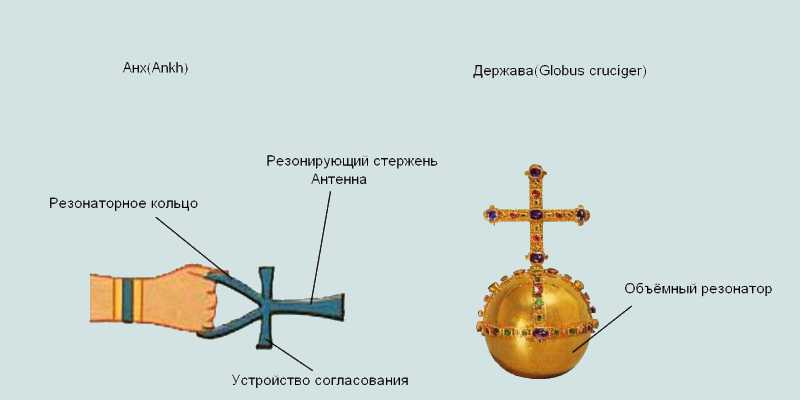 Анх(Ankh)
Держава(Globus cruciger)
Резонирующий стержень
Антенна
Резонаторное кольцо
Объёмный резонатор
Устройство согласования